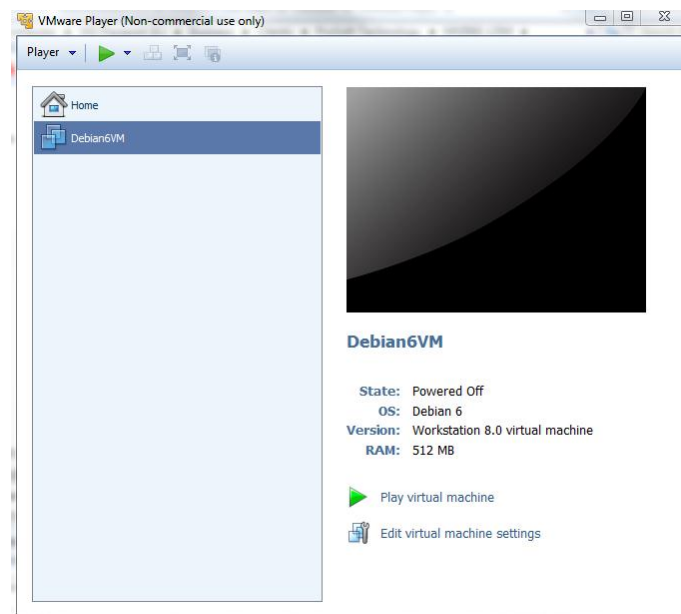 VMware Player (Non-commercial use only)
Player
Home
Debian6VM
Debian6VM
State: Powered Off
OS: Debian 6
Version: Workstation 8.0 virtual machine
RAM: 512 MB
Play virtual machine
Edit virtual machine settings